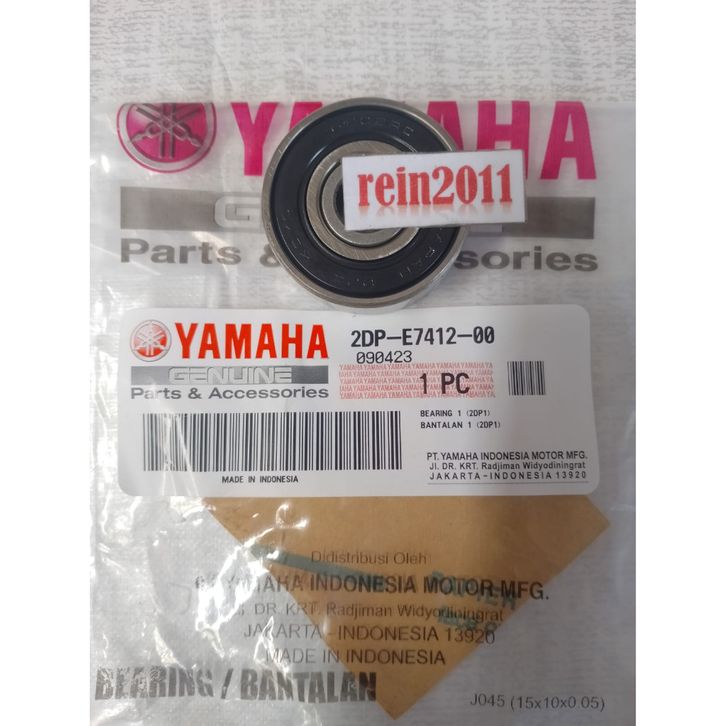 YAMAHA
GENUINE
Parts & Accessories
rein2011
YAMAHA
GENUINE
Parts & Accessories
2DP-E7412-00
090423
1 PC
BEARING 1 (2DP1)
BANTALAN 1 (2DP1)
PT. YAMAHA INDONESIA MOTOR MFG.
Jl. DR. KRT. Radjiman Widyodiningrat
JAKARTA-INDONESIA 13920
MADE IN INDONESIA
Didistribusi Oleh
YAMAHA INDONESIA MOTOR MFG.
DR. KRT. Radjiman Widyodiningrat
JAKARTA - INDONESIA 13920
MADE IN INDONESIA
BEARING / BANTALAN
J045 (15x10x0.05)